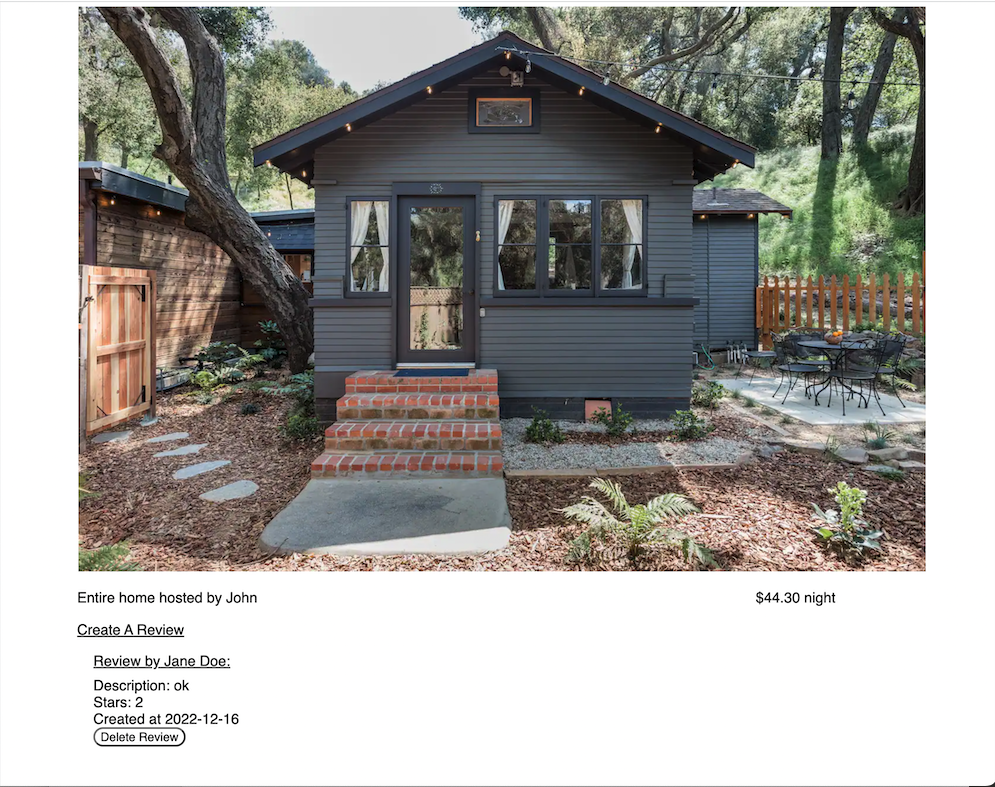 Entire home hosted by John
$44.30 night
Create A Review
Review by Jane Doe:
Description: ok
Stars: 2
Created at 2022-12-16
Delete Review